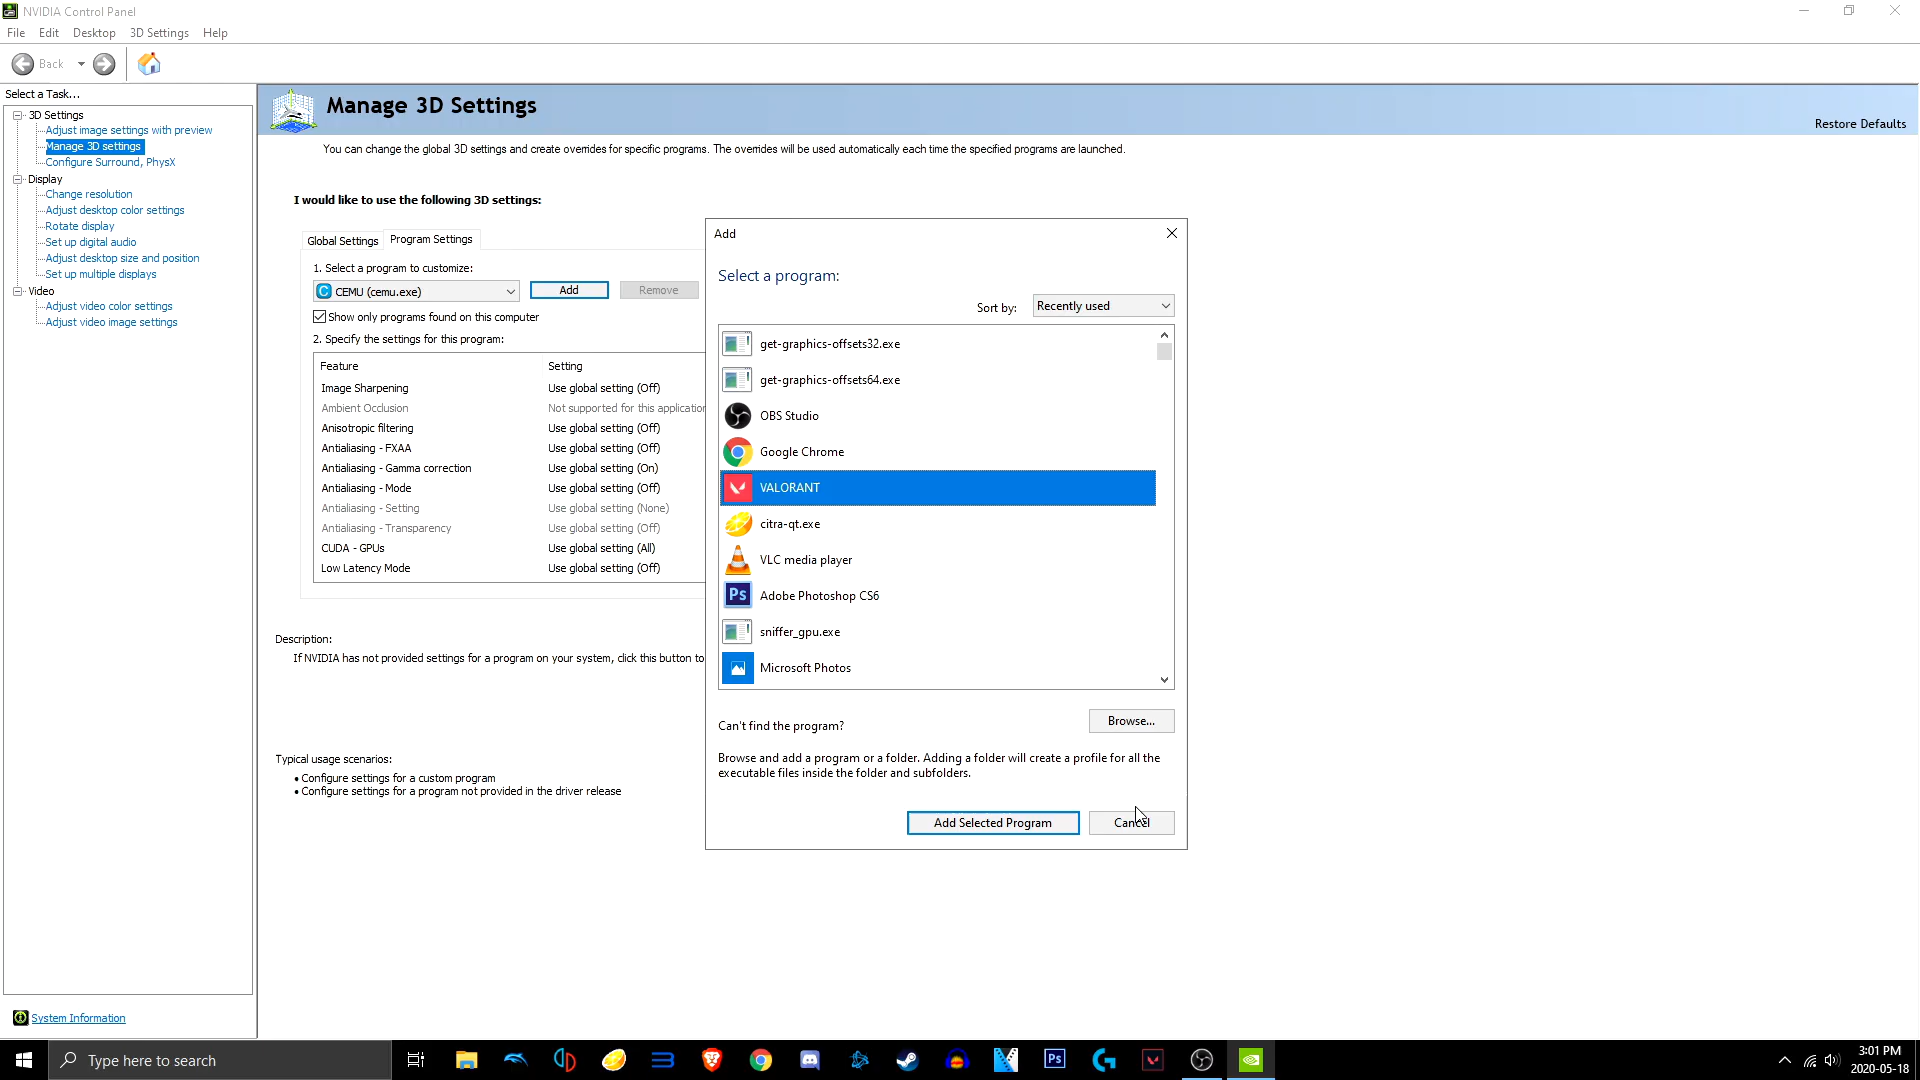 NVIDIA Control Panel
File Edit Desktop 3D Settings Help
Back
Select a Task...
3D Settings
Adjust image settings with preview
Manage 3D settings
Configure Surround, PhysX
Display
Change resolution
Adjust desktop color settings
Rotate display
Set up digital audio
Adjust desktop size and position
Set up multiple displays
Video
Adjust video color settings
Adjust video image settings
System Information
Manage 3D Settings
Restore Defaults
You can change the global 3D settings and create overrides for specific programs. The overrides will be used automatically each time the specified programs are launched.
I would like to use the following 3D settings:
Global Settings Program Settings
1. Select a program to customize:
CEMU (cemu.exe) Add Remove
Show only programs found on this computer
2. Specify the settings for this program:
Feature Setting
Image Sharpening Use global setting (Off)
Ambient Occlusion Not supported for this application
Anisotropic filtering Use global setting (Off)
Antialiasing - FXAA Use global setting (Off)
Antialiasing - Gamma correction Use global setting (On)
Antialiasing - Mode Use global setting (Off)
Antialiasing - Setting Use global setting (None)
Antialiasing - Transparency Use global setting (Off)
CUDA - GPUs Use global setting (All)
Low Latency Mode Use global setting (Off)
Description:
If NVIDIA has not provided settings for a program on your system, click this button to
Typical usage scenarios:
• Configure settings for a custom program
• Configure settings for a program not provided in the driver release
Add
Select a program:
Sort by: Recently used
get-graphics-offsets32.exe
get-graphics-offsets64.exe
OBS Studio
Google Chrome
VALORANT
citra-qt.exe
VLC media player
Ps Adobe Photoshop CS6
sniffer_gpu.exe
Microsoft Photos
Can't find the program? Browse...
Browse and add a program or a folder. Adding a folder will create a profile for all the
executable files inside the folder and subfolders.
Add Selected Program Cancel
Type here to search
Ps
3:01 PM
2020-05-18